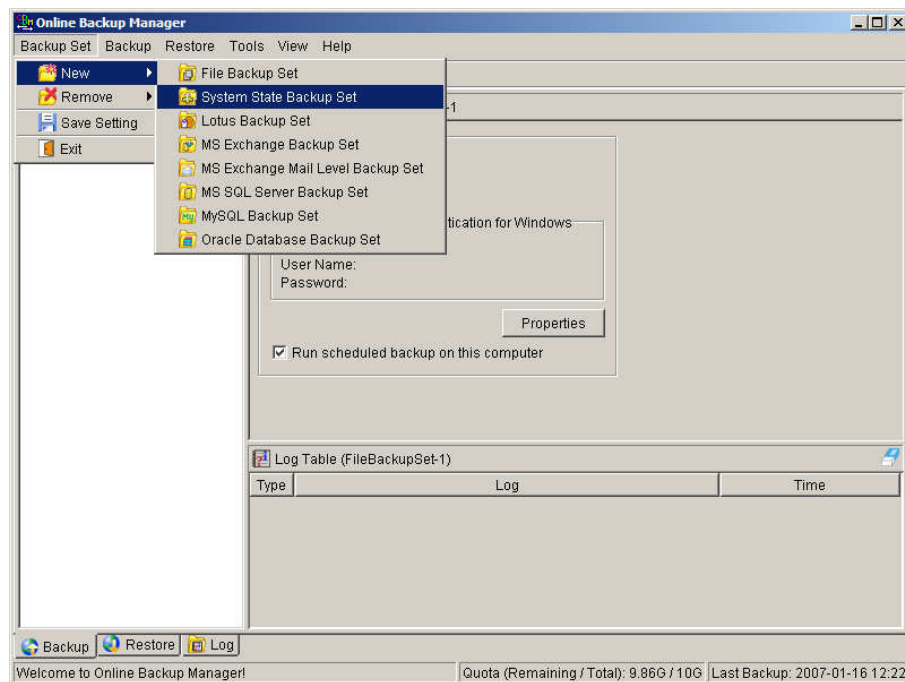 Online Backup Manager
Backup Set Backup Restore Tools View Help
New
Remove
Save Setting
Exit
File Backup Set
System State Backup Set
Lotus Backup Set
MS Exchange Backup Set
MS Exchange Mail Level Backup Set
MS SQL Server Backup Set
MySQL Backup Set
Oracle Database Backup Set
-1
tication for Windows
User Name:
Password:
Properties
Run scheduled backup on this computer
Log Table (FileBackupSet-1)
Type Log Time
Backup Restore Log
Welcome to Online Backup Manager! Quota (Remaining / Total): 9.86G / 10G Last Backup: 2007-01-16 12:22